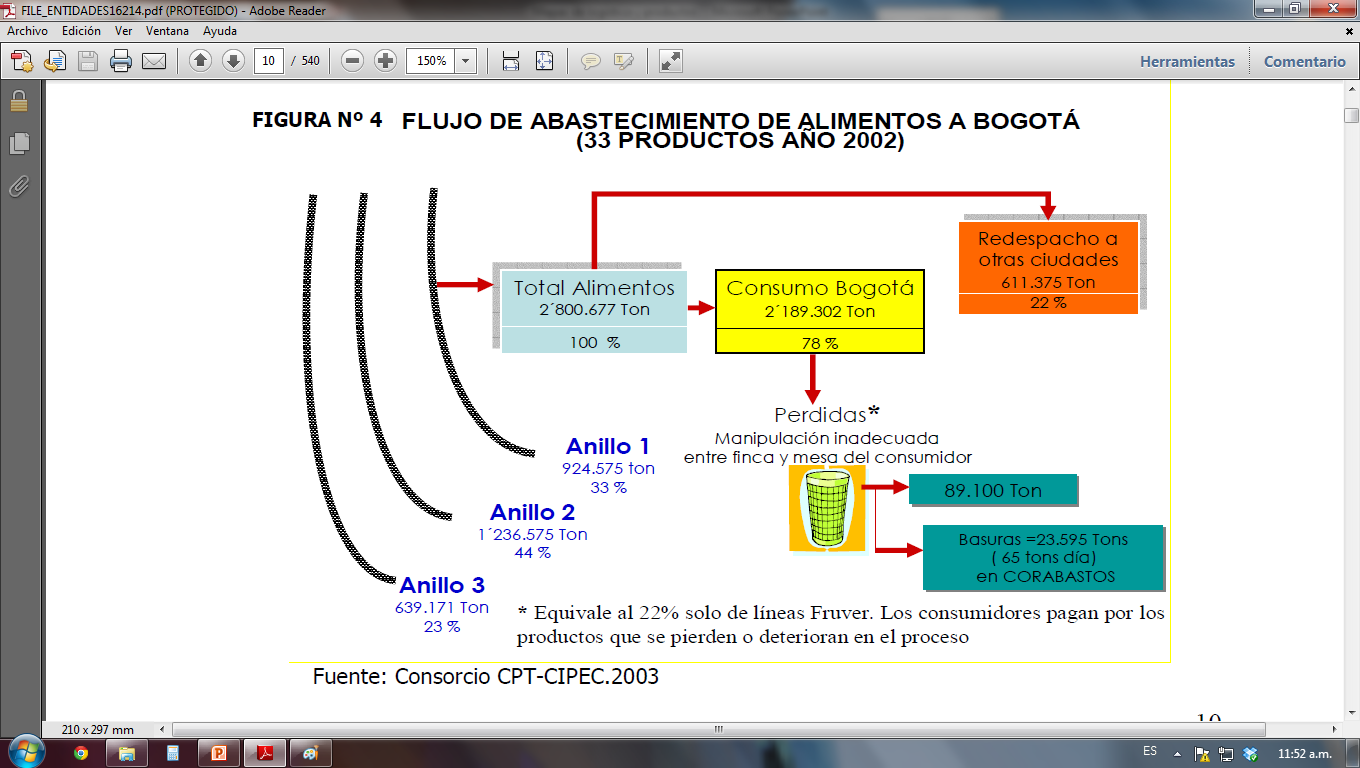 FILE_ENTIDADES16214.pdf (PROTEGIDO) - Adobe Reader
Archivo Edición Ver Ventana Ayuda
10 / 540 150% Herramientas Comentario
FIGURA Nº 4 FLUJO DE ABASTECIMIENTO DE ALIMENTOS A BOGOTÁ
(33 PRODUCTOS AÑO 2002)
Redespacho a
otras ciudades
611.375 Ton
22 %
Total Alimentos
2´800.677 Ton
100 %
Consumo Bogotá
2´189.302 Ton
78 %
Perdidas*
Manipulación inadecuada
entre finca y mesa del consumidor
89.100 Ton
Basuras =23.595 Tons
( 65 tons día)
en CORABASTOS
Anillo 1
924.575 ton
33 %
Anillo 2
1´236.575 Ton
44 %
Anillo 3
639.171 Ton
23 %
* Equivale al 22% solo de líneas Fruver. Los consumidores pagan por los
productos que se pierden o deterioran en el proceso
Fuente: Consorcio CPT-CIPEC.2003
10
210 x 297 mm
ES 11:52 a.m.